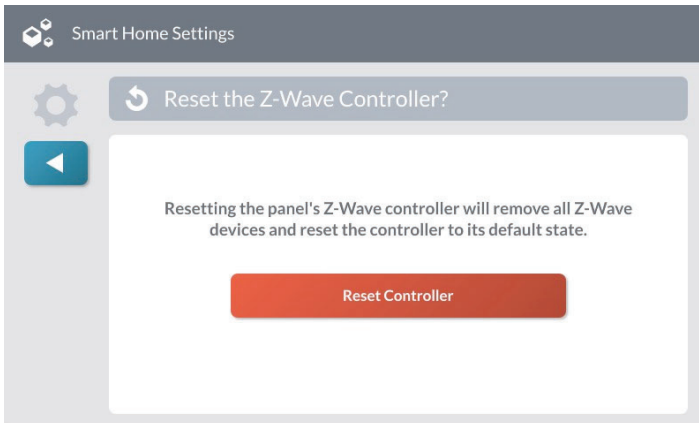 Smart Home Settings
Reset the Z-Wave Controller?
Resetting the panel's Z-Wave controller will remove all Z-Wave
devices and reset the controller to its default state.
Reset Controller